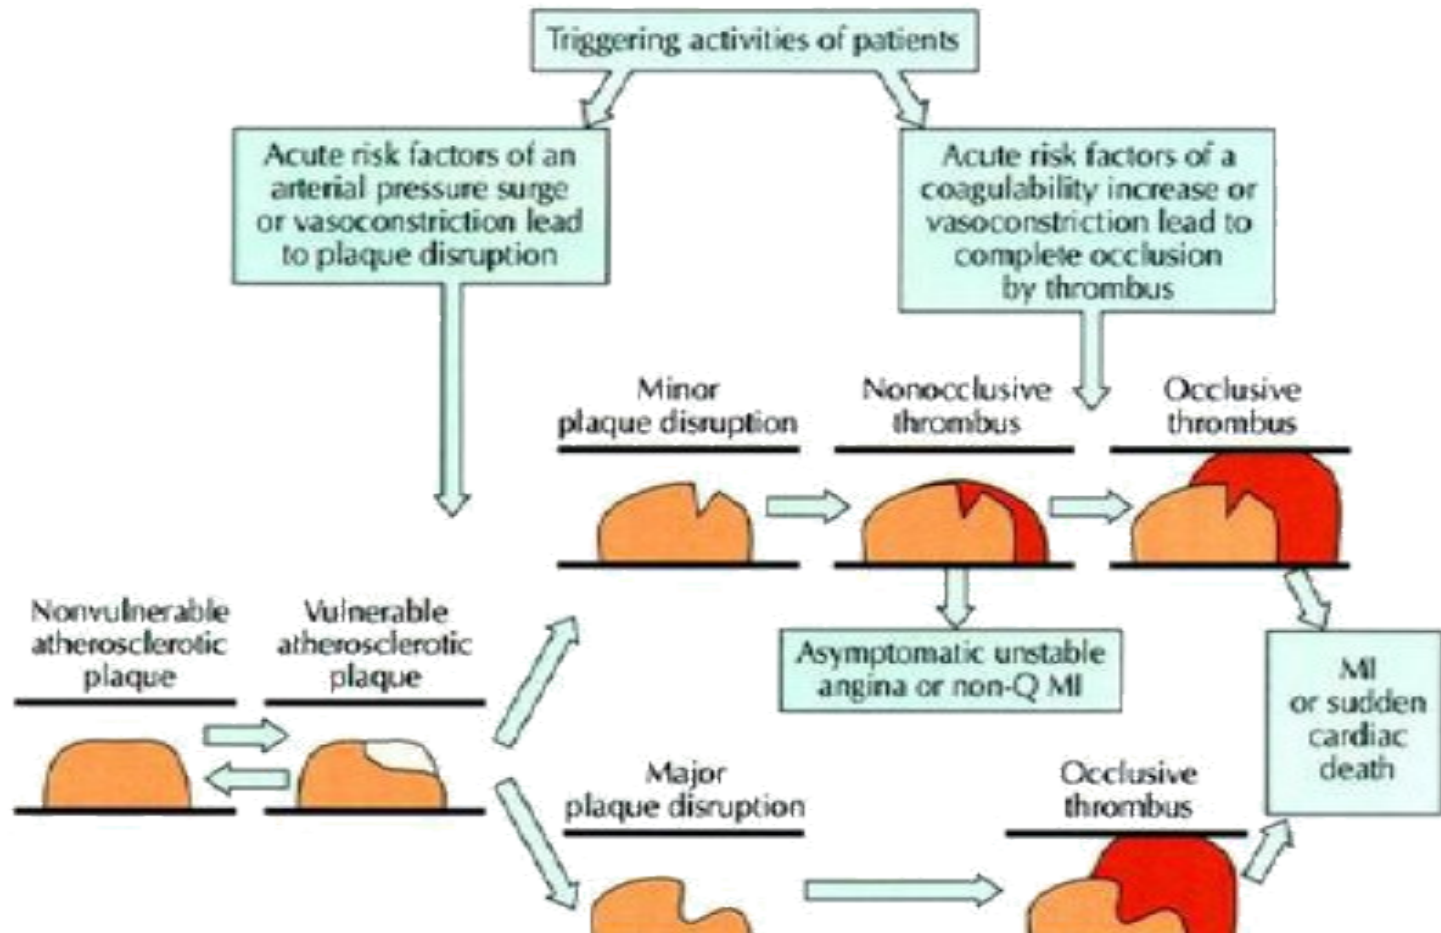 Triggering activities of patients
Acute risk factors of an
arterial pressure surge
or vasoconstriction lead
to plaque disruption
Acute risk factors of a
coagulability increase or
vasoconstriction lead to
complete occlusion
by thrombus
Minor
plaque disruption
Nonocclusive
thrombus
Occlusive
thrombus
Nonvulnerable
atherosclerotic
plaque
Vulnerable
atherosclerotic
plaque
Asymptomatic unstable
angina or non-Q MI
MI
or sudden
cardiac
death
Major
plaque disruption
Occlusive
thrombus